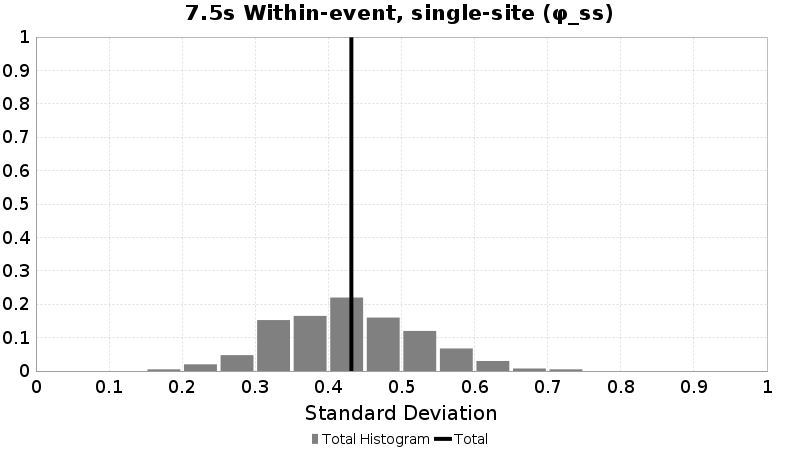 7.5s Within-event, single-site (φ_ss)
1
0.9
0.8
0.7
0.6
0.5
0.4
0.3
0.2
0.1
0
0 0.1 0.2 0.3 0.4 0.5 0.6 0.7 0.8 0.9 1
Standard Deviation
Total Histogram Total